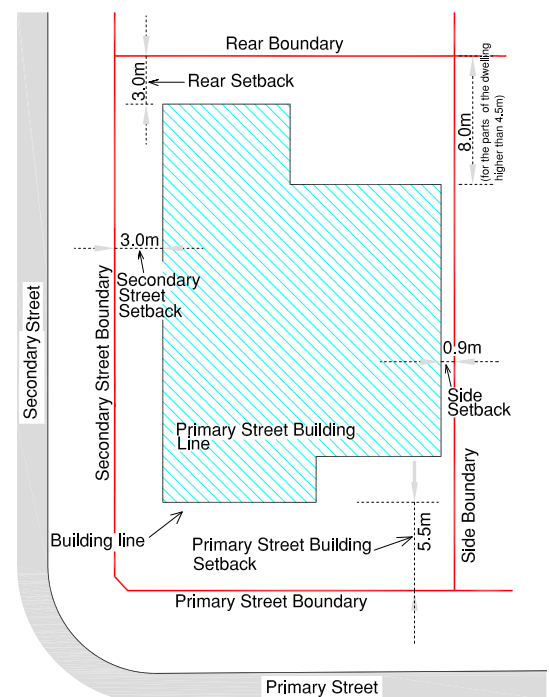 Rear Boundary
3.0m
Rear Setback
8.0m
(for the parts of the dwelling
higher than 4.5m)
3.0m
Secondary
Street
Setback
Secondary Street
Secondary Street Boundary
0.9m
Side
Setback
Primary Street Building
Line
Side Boundary
Building line
Primary Street Building
Setback
5.5m
Primary Street Boundary
Primary Street